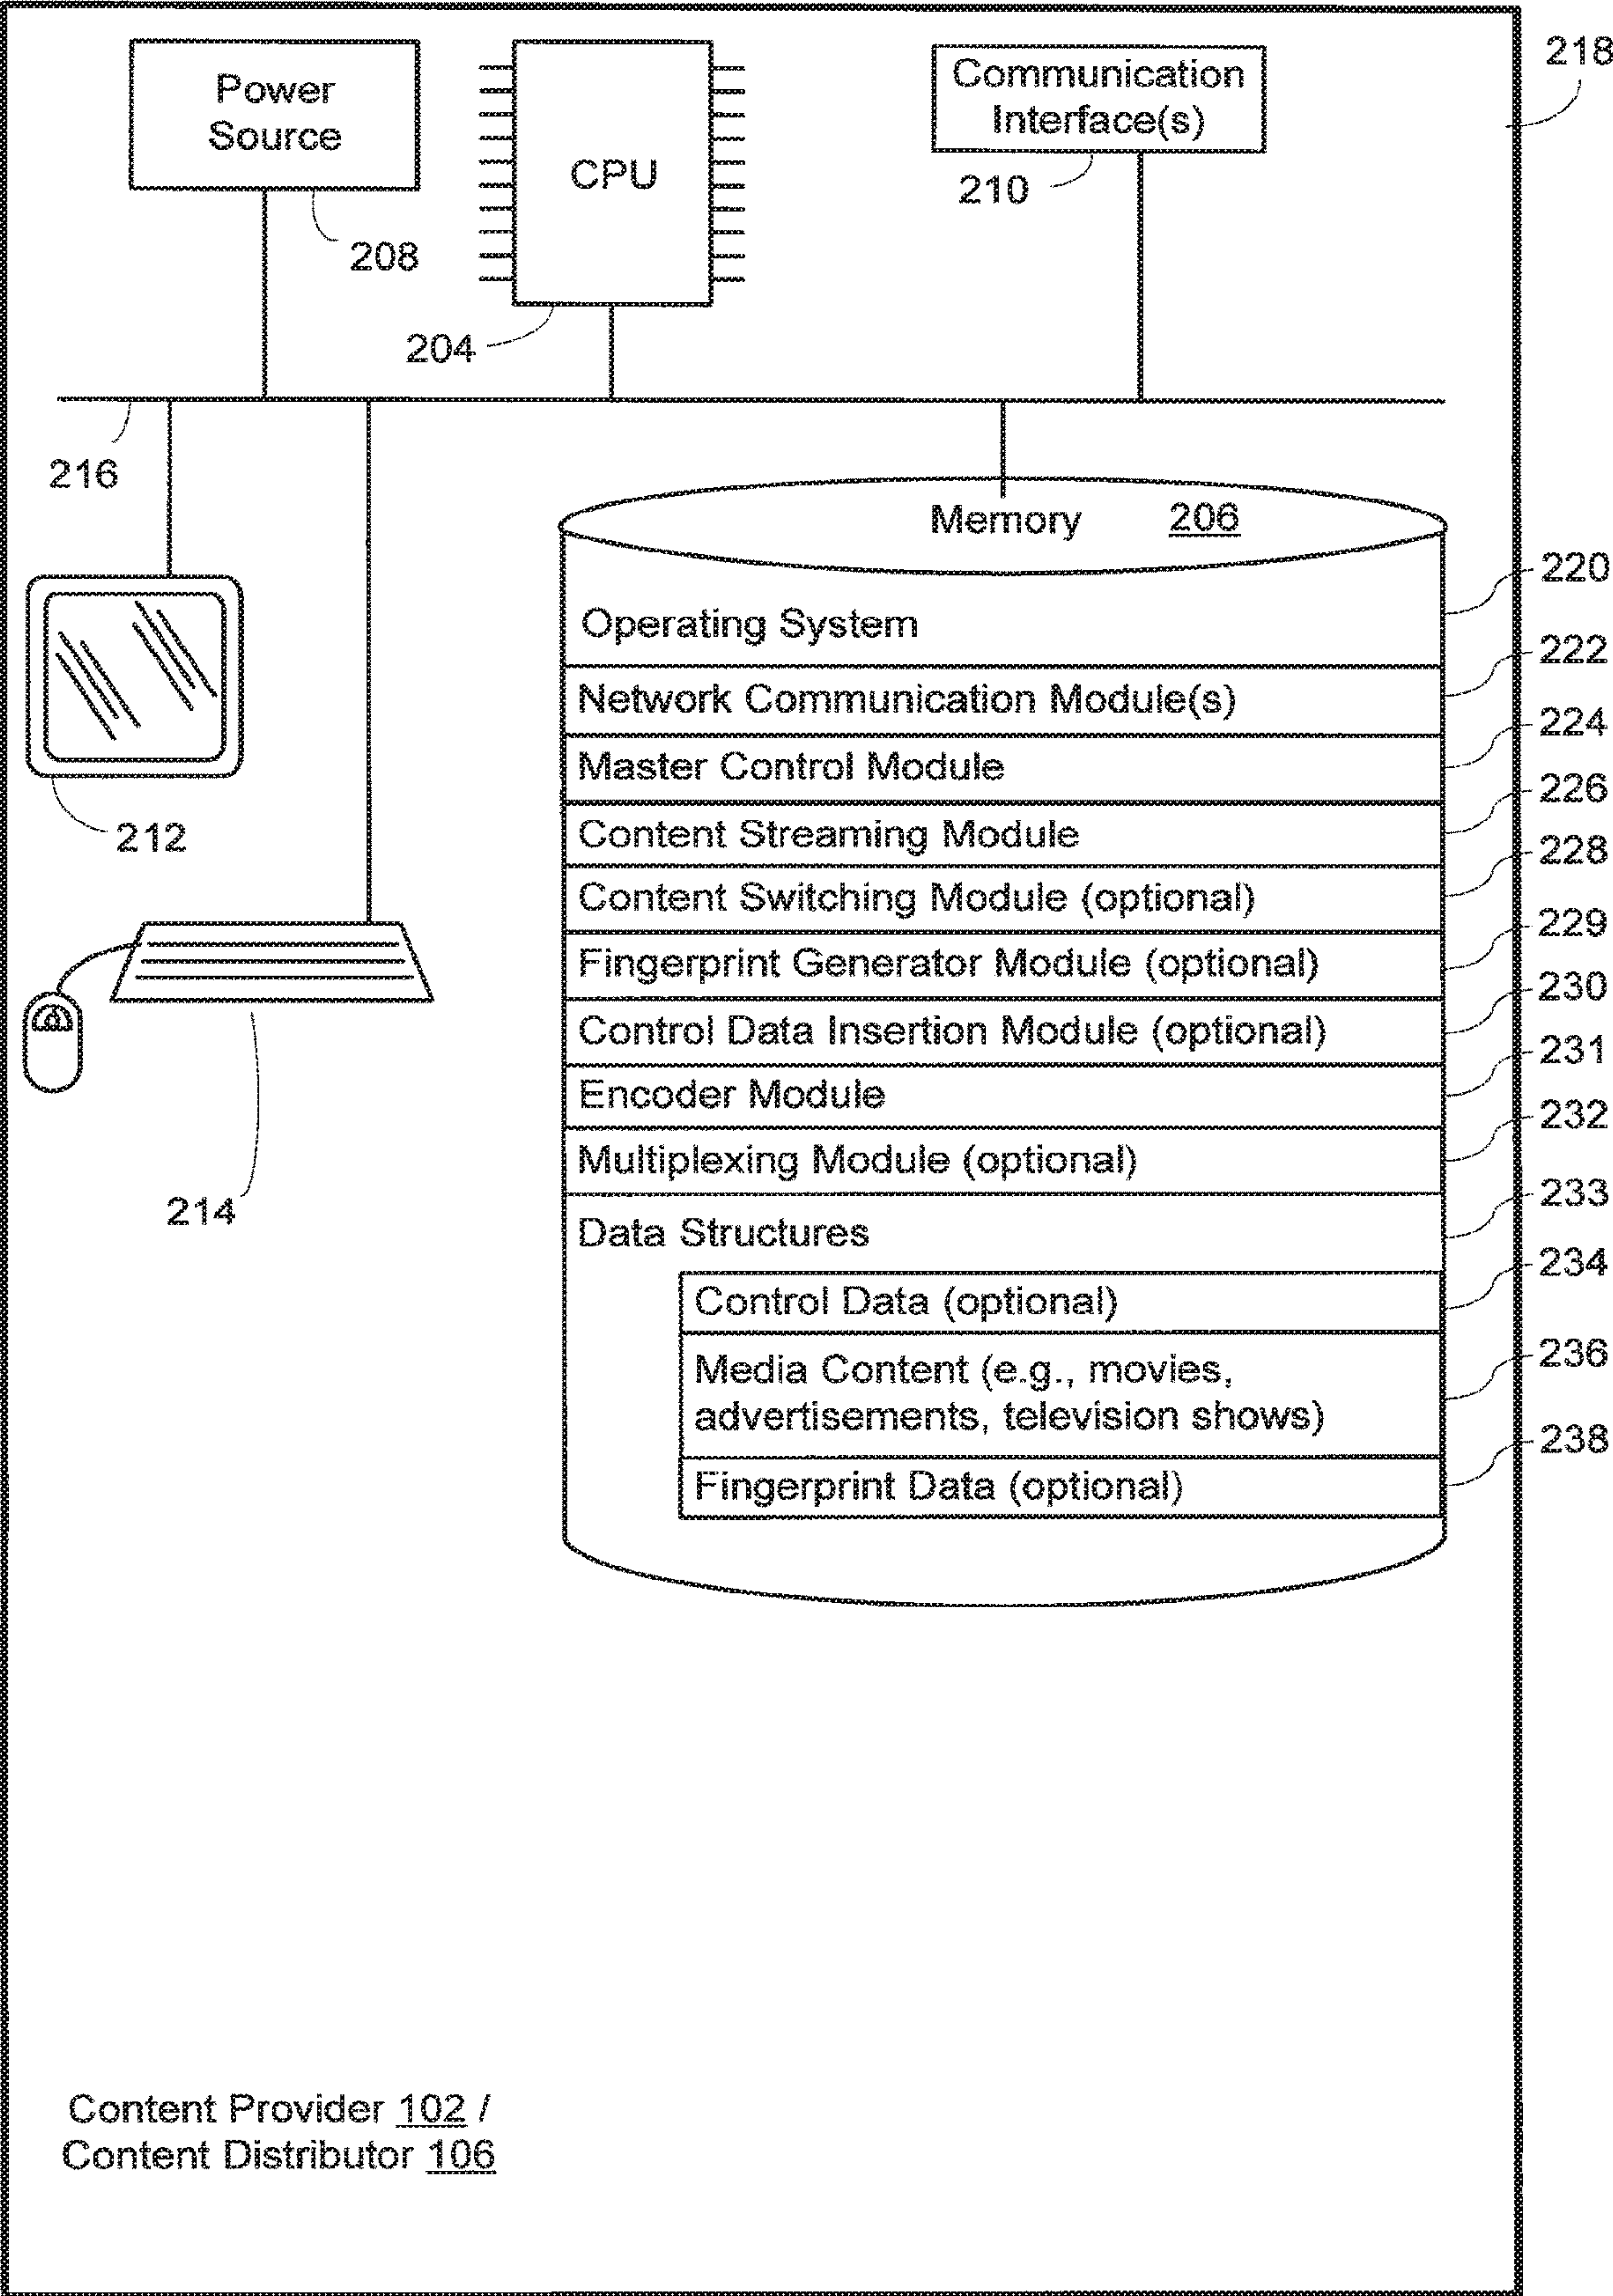 Power
Source
208
CPU
204
Communication
Interface(s)
210
218
216
212
214
Memory 206
Operating System 220
Network Communication Module(s) 222
Master Control Module 224
Content Streaming Module 226
Content Switching Module (optional) 228
Fingerprint Generator Module (optional) 229
Control Data Insertion Module (optional) 230
Encoder Module 231
Multiplexing Module (optional) 232
Data Structures 233
Control Data (optional) 234
Media Content (e.g., movies,
advertisements, television shows) 236
Fingerprint Data (optional) 238
Content Provider 102 /
Content Distributor 106